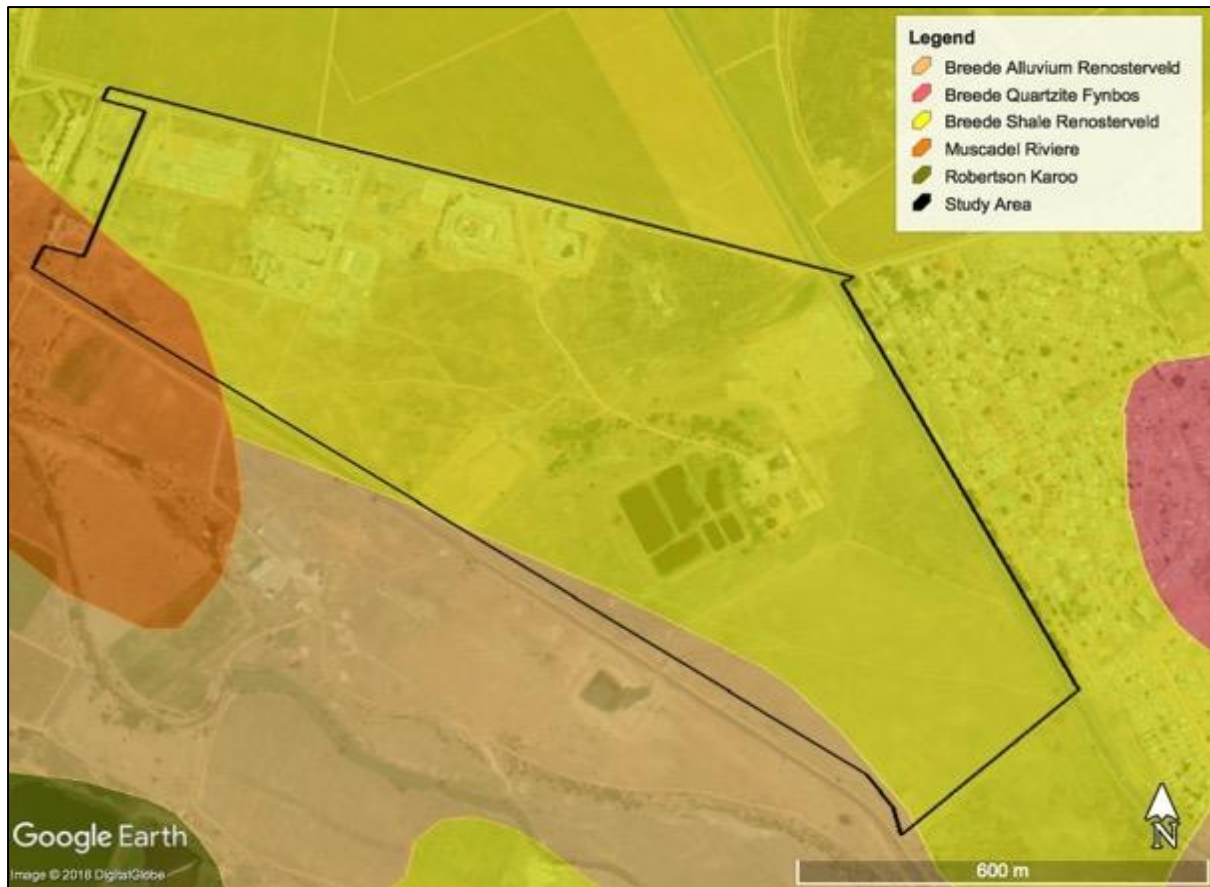 Legend
Breede Alluvium Renosterveld
Breede Quartzite Fynbos
Breede Shale Renosterveld
Muscadel Riviere
Robertson Karoo
Study Area
N
Google Earth
Image © 2018 DigitalGlobe
600 m